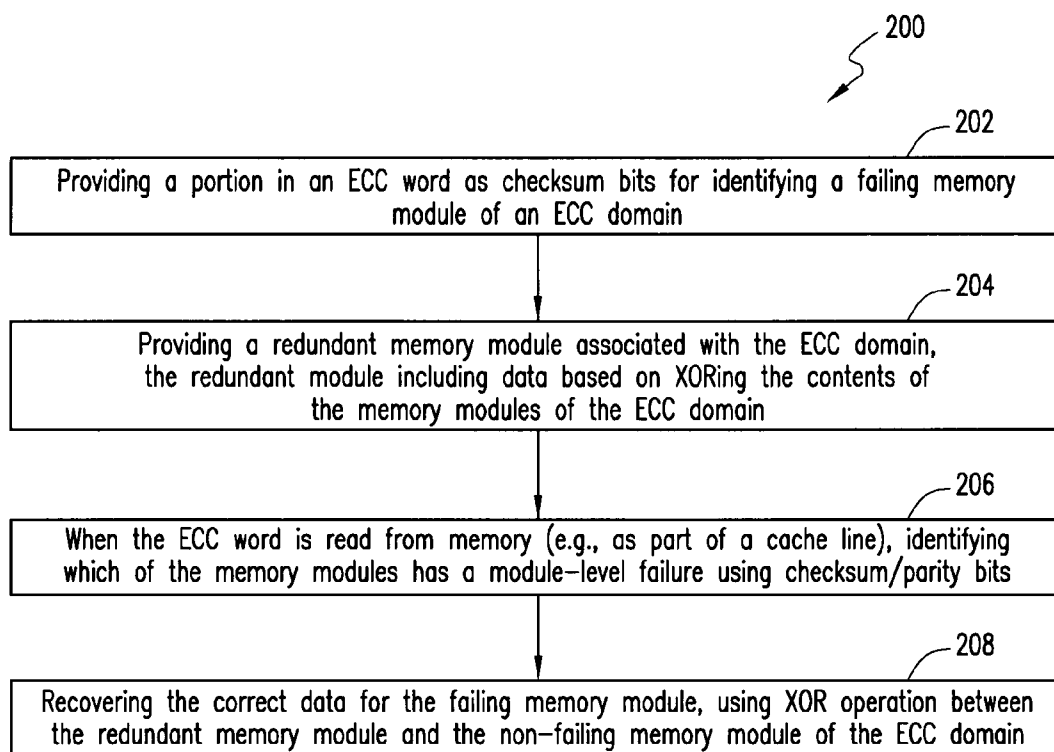 200
202
Providing a portion in an ECC word as checksum bits for identifying a failing memory
module of an ECC domain
204
Providing a redundant memory module associated with the ECC domain,
the redundant module including data based on XORing the contents of
the memory modules of the ECC domain
206
When the ECC word is read from memory (e.g., as part of a cache line), identifying
which of the memory modules has a module-level failure using checksum/parity bits
208
Recovering the correct data for the failing memory module, using XOR operation between
the redundant memory module and the non-failing memory module of the ECC domain